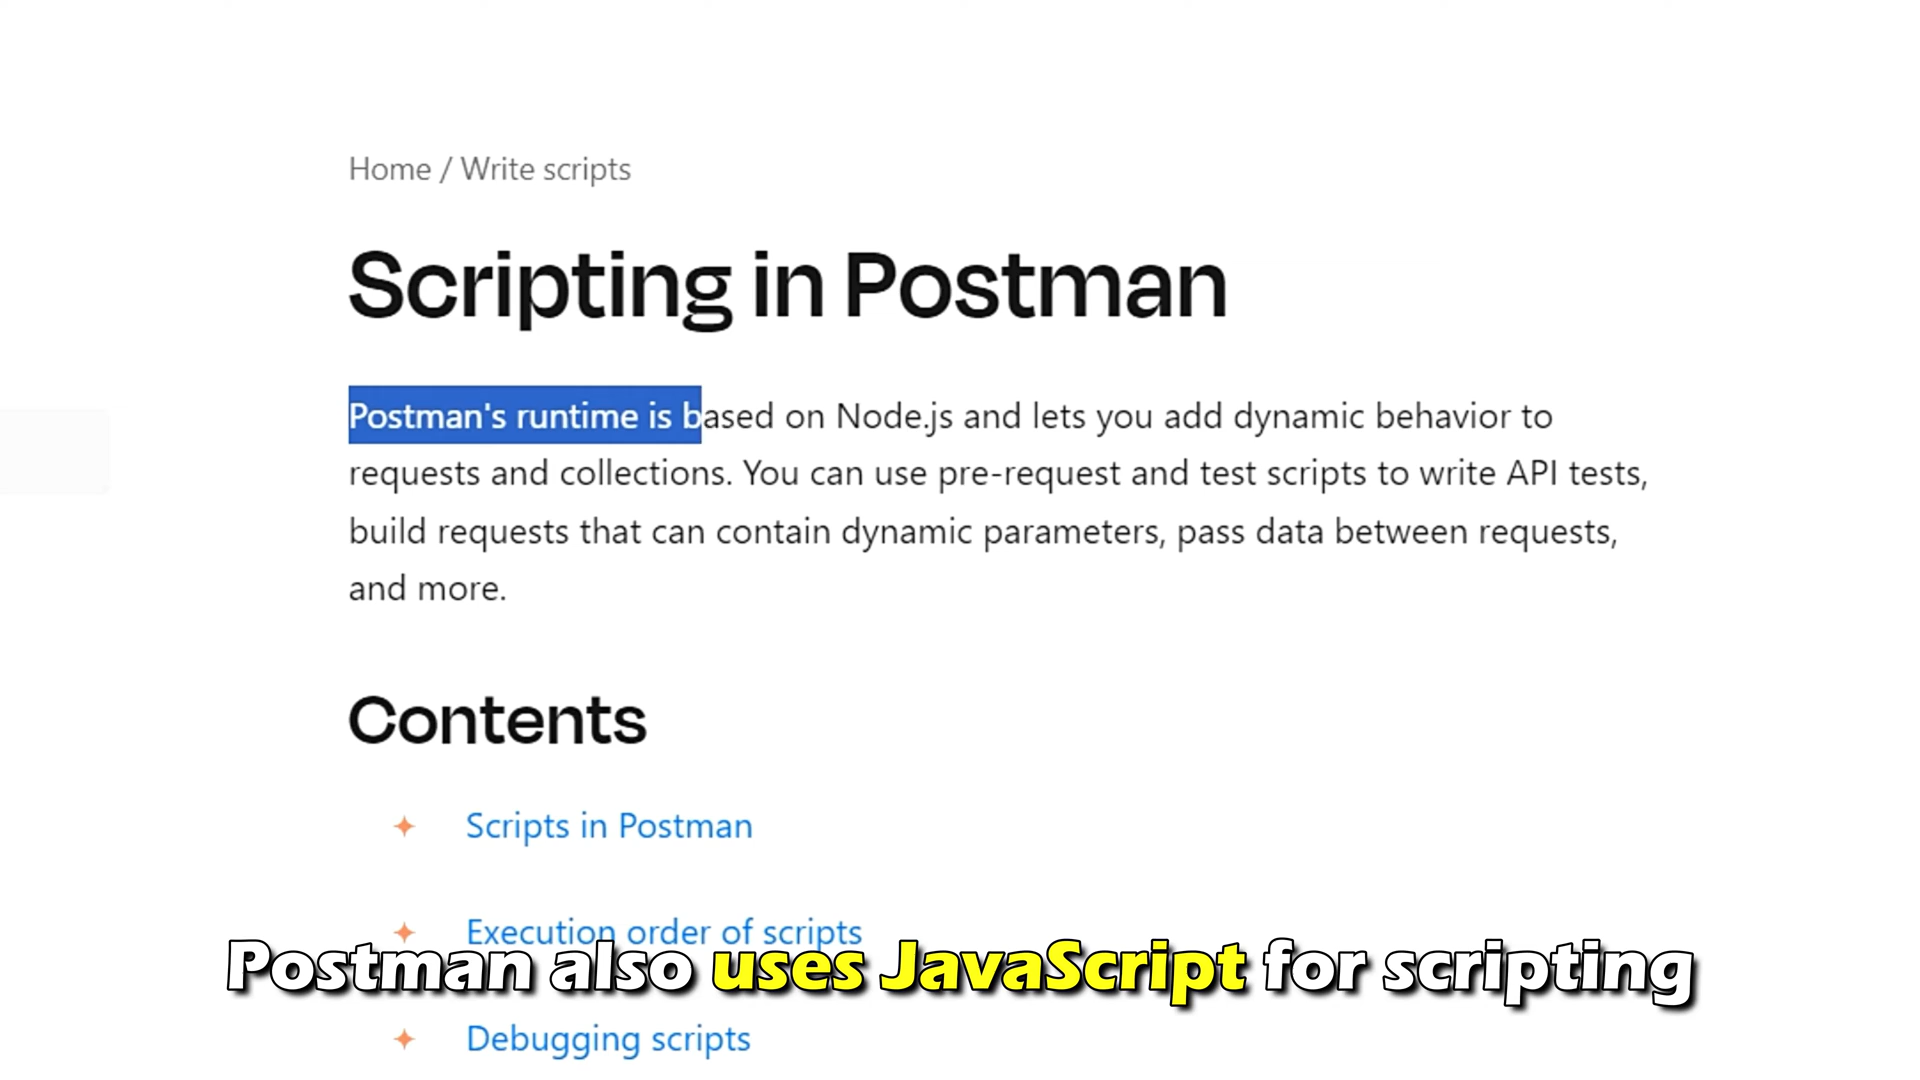 Home / Write scripts
Scripting in Postman
Postman's runtime is based on Node.js and lets you add dynamic behavior to
requests and collections. You can use pre-request and test scripts to write API tests,
build requests that can contain dynamic parameters, pass data between requests,
and more.
Contents
Scripts in Postman
Execution order of scripts
Postman also uses JavaScript for scripting
Debugging scripts